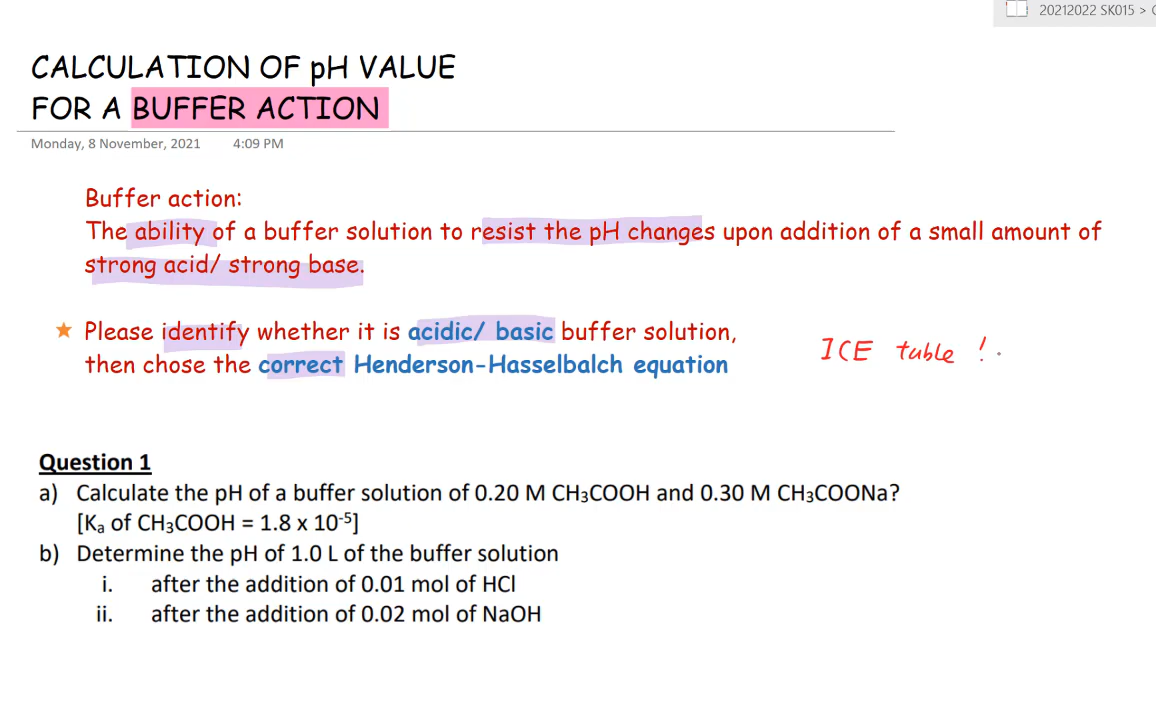 20212022 SK015 >
CALCULATION OF pH VALUE
FOR A BUFFER ACTION
Monday, 8 November, 2021 4:09 PM
Buffer action:
The ability of a buffer solution to resist the pH changes upon addition of a small amount of
strong acid/ strong base.
Please identify whether it is acidic/ basic buffer solution,
then chose the correct Henderson-Hasselbalch equation
ICE table !
Question 1
a) Calculate the pH of a buffer solution of 0.20 M CH₃COOH and 0.30 M CH₃COONa?
[Kₐ of CH₃COOH = 1.8 x 10⁻⁵]
b) Determine the pH of 1.0 L of the buffer solution
i. after the addition of 0.01 mol of HCl
ii. after the addition of 0.02 mol of NaOH